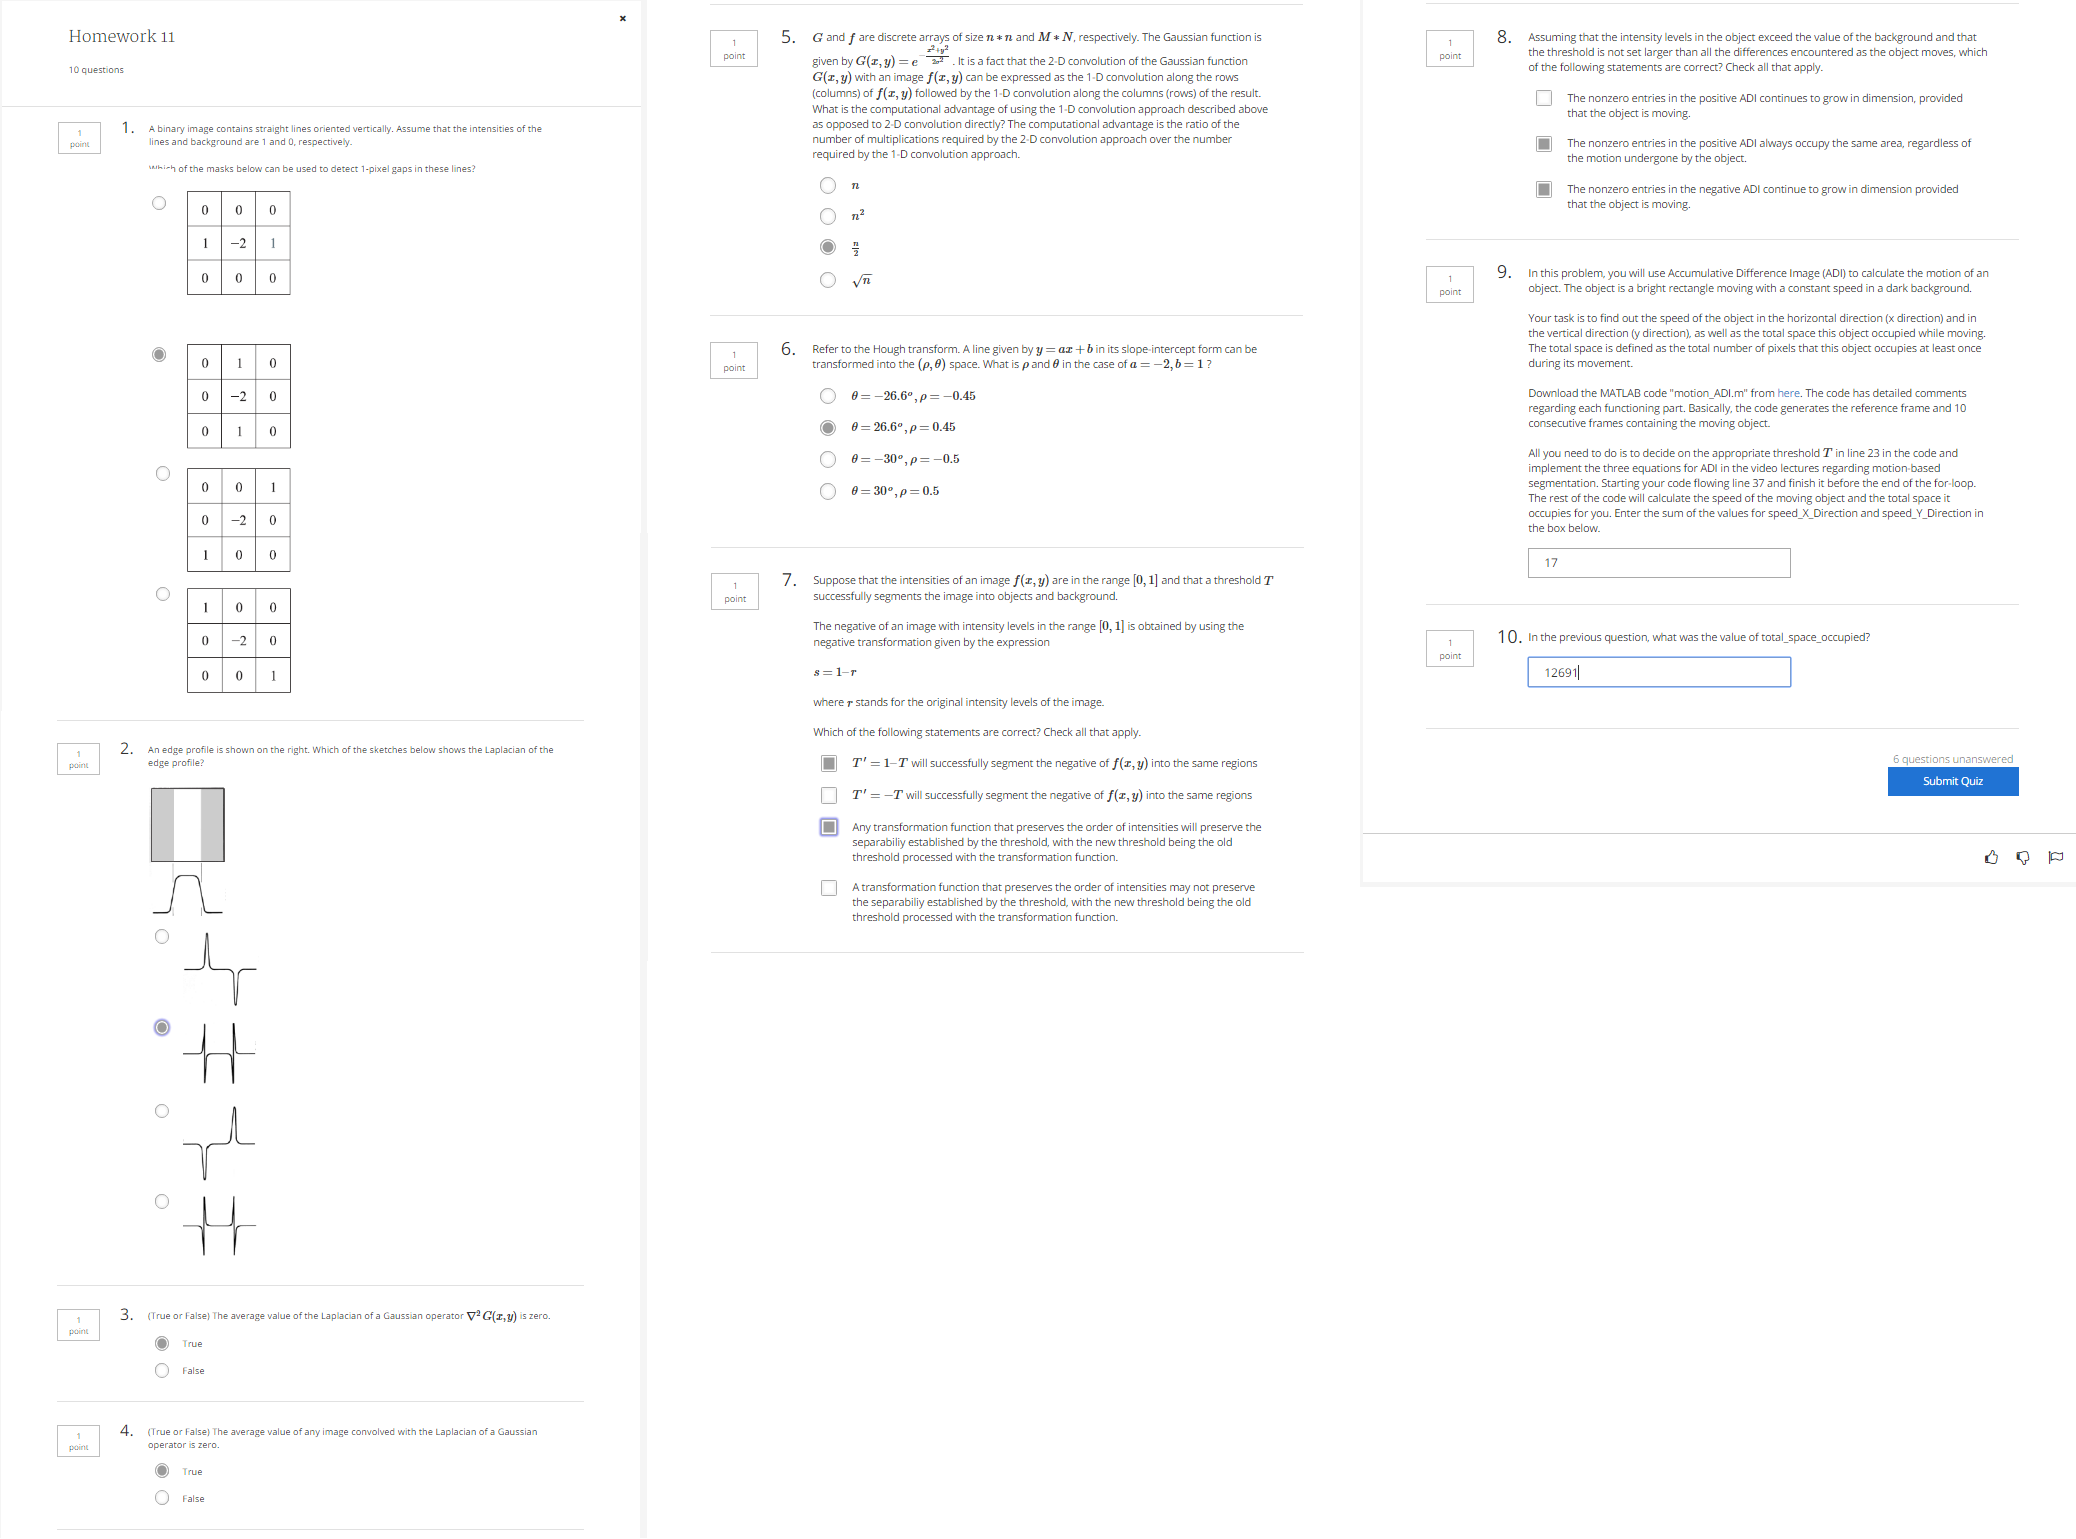 ×
Homework 11
10 questions
1
point
1.
A binary image contains straight lines oriented vertically. Assume that the intensities of the
lines and background are 1 and 0, respectively.
Which of the masks below can be used to detect 1-pixel gaps in these lines?
0 0 0
1 −2 1
0 0 0
0 1 0
0 −2 0
0 1 0
0 0 1
0 −2 0
1 0 0
1 0 0
0 −2 0
0 0 1
1
point
2.
An edge profile is shown on the right. Which of the sketches below shows the Laplacian of the
edge profile?
1
point
3.
(True or False) The average value of the Laplacian of a Gaussian operator ∇²G(x,y) is zero.
True
False
1
point
4.
(True or False) The average value of any image convolved with the Laplacian of a Gaussian
operator is zero.
True
False
1
point
5.
G and f are discrete arrays of size n ∗ n and M ∗ N, respectively. The Gaussian function is
given by G(x, y) = e^{−(x²+y²)/(2σ²)}. It is a fact that the 2-D convolution of the Gaussian function
G(x, y) with an image f(x, y) can be expressed as the 1-D convolution along the rows
(columns) of f(x, y) followed by the 1-D convolution along the columns (rows) of the result.
What is the computational advantage of using the 1-D convolution approach described above
as opposed to 2-D convolution directly? The computational advantage is the ratio of the
number of multiplications required by the 2-D convolution approach over the number
required by the 1-D convolution approach.
n
n²
n/2
√n
1
point
6.
Refer to the Hough transform. A line given by y = ax + b in its slope-intercept form can be
transformed into the (ρ, θ) space. What is ρ and θ in the case of a = −2, b = 1 ?
θ = −26.6°, ρ = −0.45
θ = 26.6°, ρ = 0.45
θ = −30°, ρ = −0.5
θ = 30°, ρ = 0.5
1
point
7.
Suppose that the intensities of an image f(x, y) are in the range [0, 1] and that a threshold T
successfully segments the image into objects and background.
The negative of an image with intensity levels in the range [0, 1] is obtained by using the
negative transformation given by the expression
s = 1−r
where r stands for the original intensity levels of the image.
Which of the following statements are correct? Check all that apply.
T′ = 1−T will successfully segment the negative of f(x, y) into the same regions
T′ = −T will successfully segment the negative of f(x, y) into the same regions
Any transformation function that preserves the order of intensities will preserve the
separabiliy established by the threshold, with the new threshold being the old
threshold processed with the transformation function.
A transformation function that preserves the order of intensities may not preserve
the separabiliy established by the threshold, with the new threshold being the old
threshold processed with the transformation function.
1
point
8.
Assuming that the intensity levels in the object exceed the value of the background and that
the threshold is not set larger than all the differences encountered as the object moves, which
of the following statements are correct? Check all that apply.
The nonzero entries in the positive ADI continues to grow in dimension, provided
that the object is moving.
The nonzero entries in the positive ADI always occupy the same area, regardless of
the motion undergone by the object.
The nonzero entries in the negative ADI continue to grow in dimension provided
that the object is moving.
1
point
9.
In this problem, you will use Accumulative Difference Image (ADI) to calculate the motion of an
object. The object is a bright rectangle moving with a constant speed in a dark background.
Your task is to find out the speed of the object in the horizontal direction (x direction) and in
the vertical direction (y direction), as well as the total space this object occupied while moving.
The total space is defined as the total number of pixels that this object occupies at least once
during its movement.
Download the MATLAB code "motion_ADI.m" from here. The code has detailed comments
regarding each functioning part. Basically, the code generates the reference frame and 10
consecutive frames containing the moving object.
All you need to do is to decide on the appropriate threshold T in line 23 in the code and
implement the three equations for ADI in the video lectures regarding motion-based
segmentation. Starting your code flowing line 37 and finish it before the end of the for-loop.
The rest of the code will calculate the speed of the moving object and the total space it
occupies for you. Enter the sum of the values for speed_X_Direction and speed_Y_Direction in
the box below.
17
1
point
10.
In the previous question, what was the value of total_space_occupied?
12691
6 questions unanswered
Submit Quiz